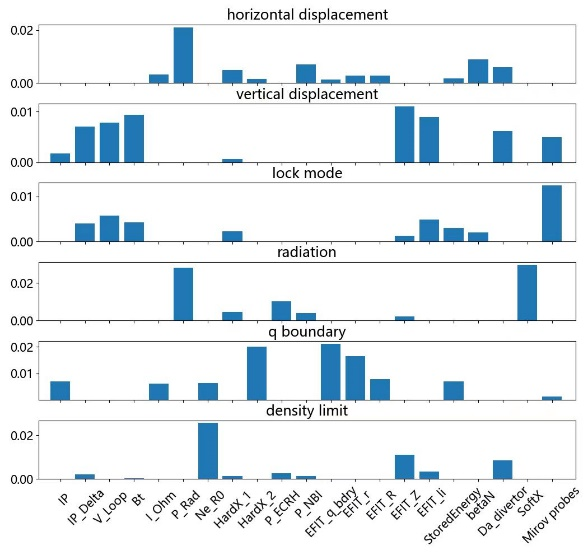 horizontal displacement
0.02
0.00
vertical displacement
0.01
0.00
lock mode
0.01
0.00
radiation
0.02
0.00
q boundary
0.02
0.01
density limit
0.02
0.00
IP
IP_Delta
V_Loop
Bt
I_Ohm
P_Rad
Ne_R0
HardX_1
HardX_2
P_ECRH
P_NBI
EFIT_q_bdry
EFIT_r
EFIT_R
EFIT_Z
EFIT_li
StoredEnergy
betaN
Da_divertor
SoftX
Mirov probes